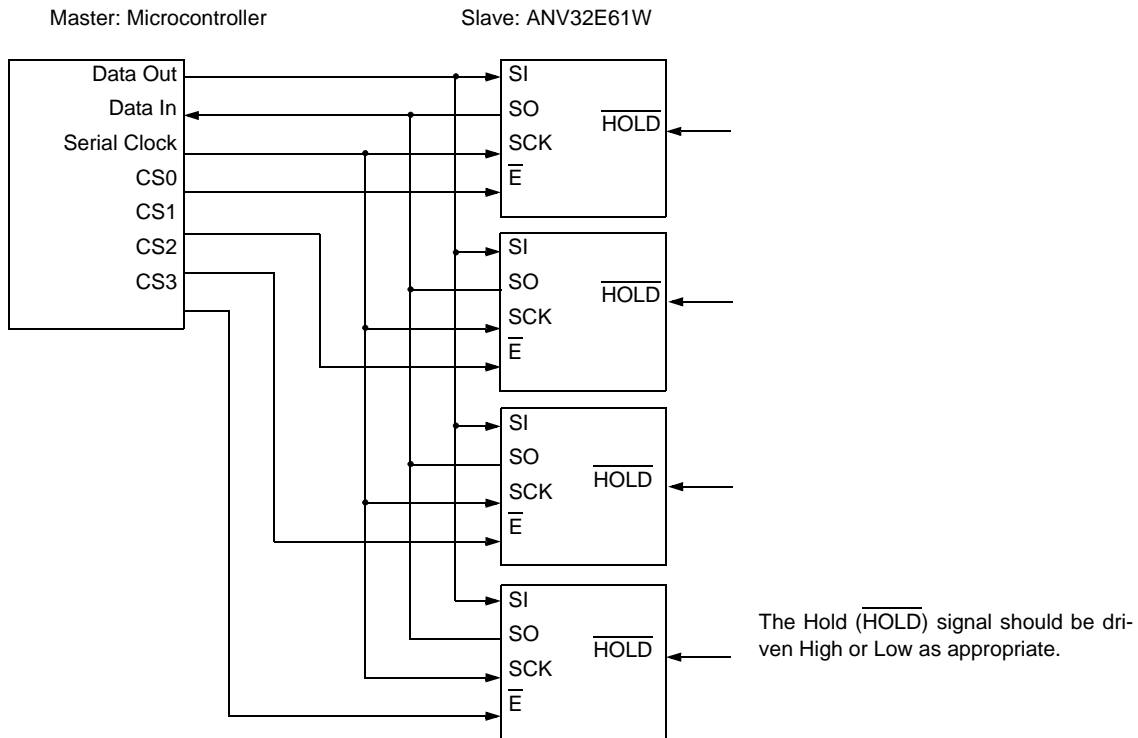 Master: Microcontroller
Slave: ANV32E61W
Data Out
Data In
Serial Clock
CS0
CS1
CS2
CS3
SI
SO
SCK
E
HOLD
SI
SO
SCK
E
HOLD
SI
SO
SCK
E
HOLD
SI
SO
SCK
E
HOLD
The Hold (HOLD) signal should be dri-
ven High or Low as appropriate.